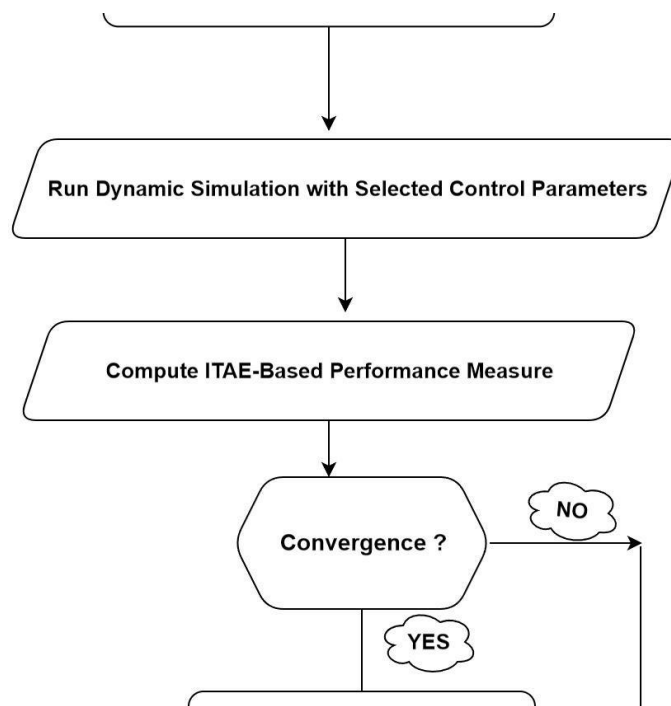 Run Dynamic Simulation with Selected Control Parameters
Compute ITAE-Based Performance Measure
Convergence ?
NO
YES